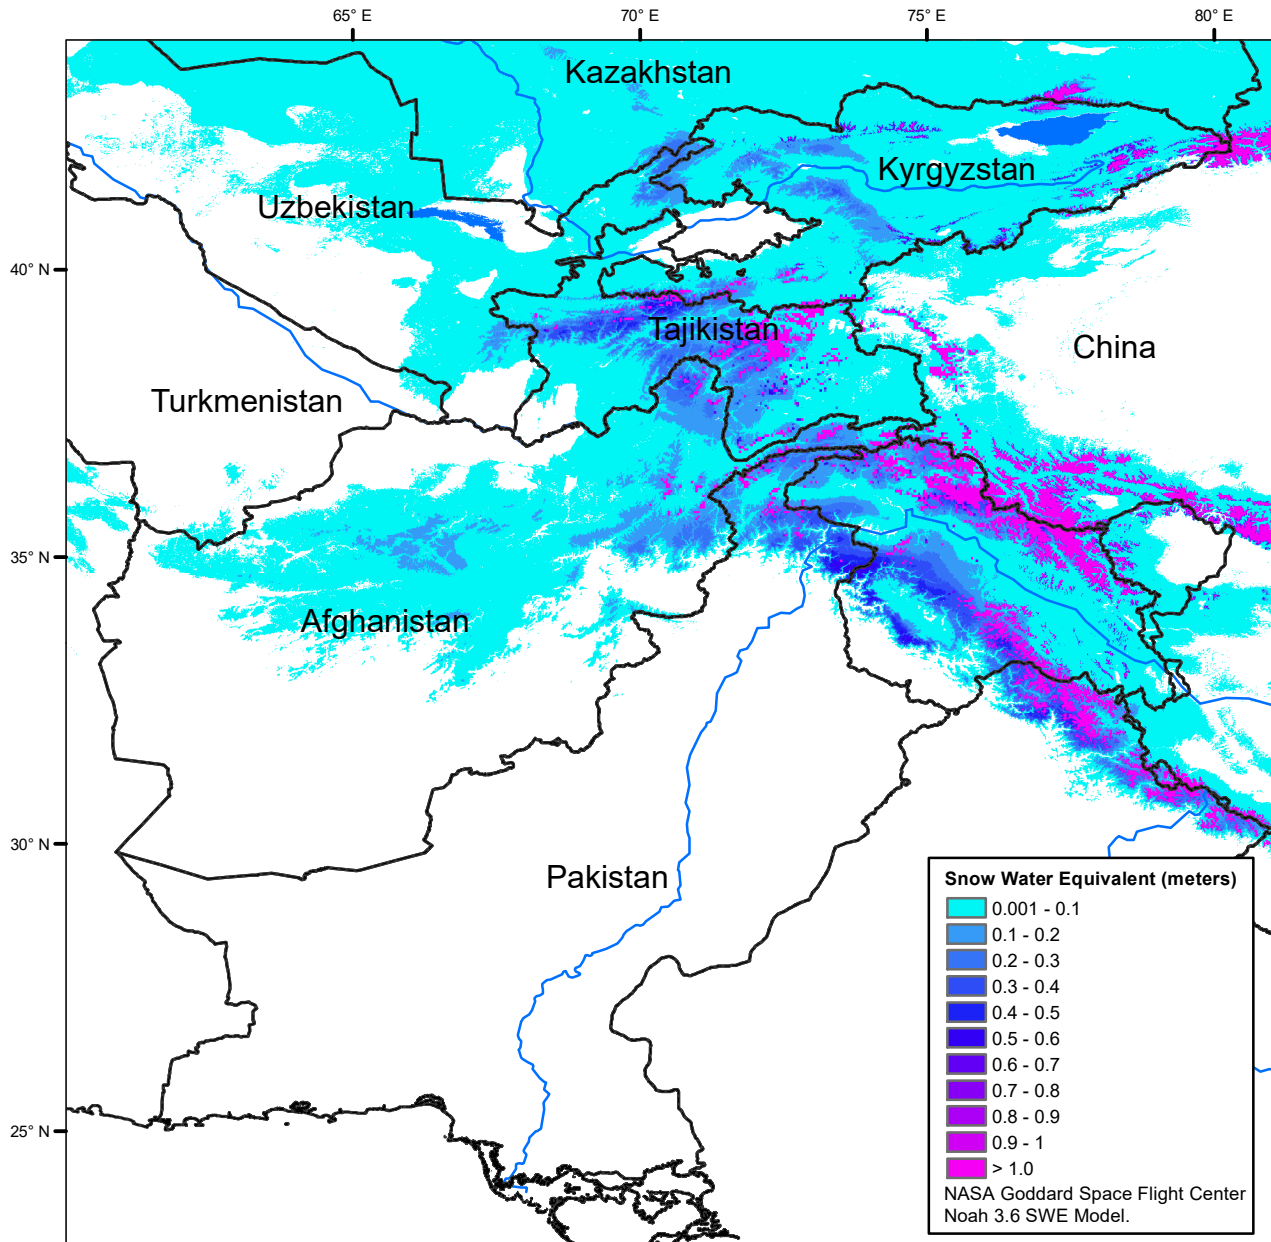 65° E
70° E
75° E
80° E
Kazakhstan
Kyrgyzstan
Uzbekistan
40° N
Tajikistan
China
Turkmenistan
35° N
Afghanistan
30° N
Pakistan
25° N
Snow Water Equivalent (meters)
0.001 - 0.1
0.1 - 0.2
0.2 - 0.3
0.3 - 0.4
0.4 - 0.5
0.5 - 0.6
0.6 - 0.7
0.7 - 0.8
0.8 - 0.9
0.9 - 1
> 1.0
NASA Goddard Space Flight Center
Noah 3.6 SWE Model.